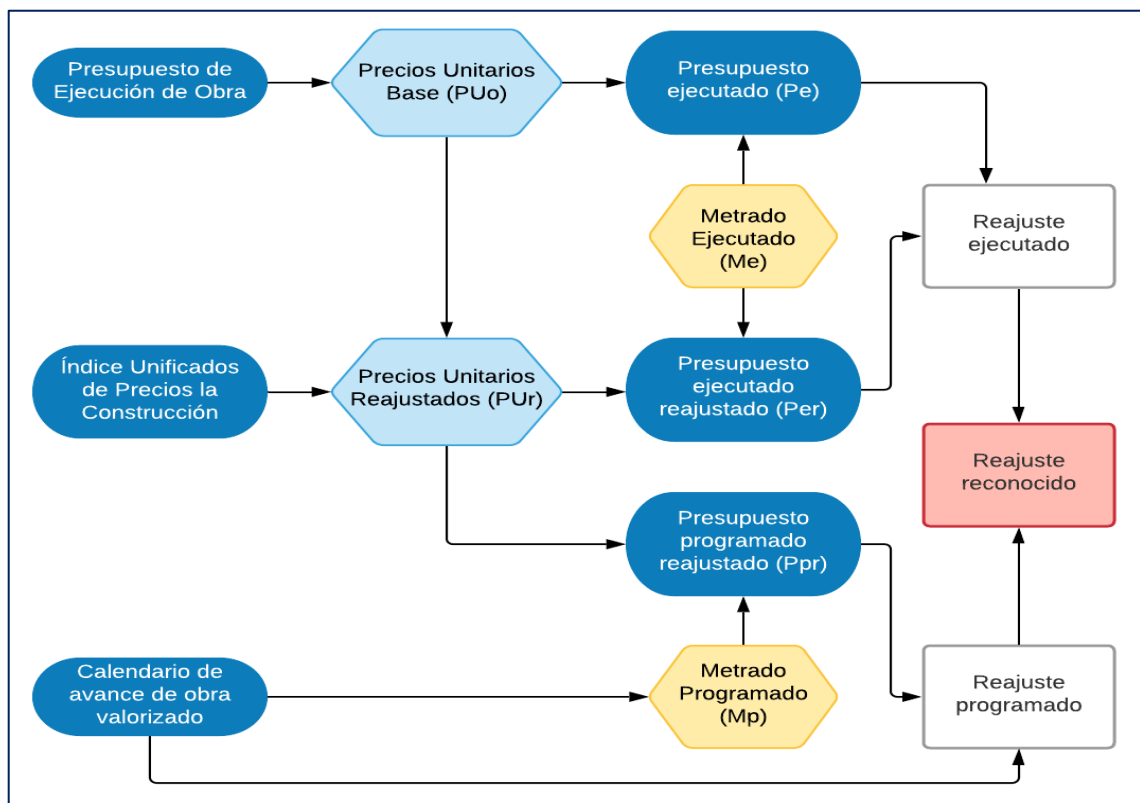 Presupuesto de
Ejecución de Obra
Precios Unitarios
Base (PUo)
Presupuesto
ejecutado (Pe)
Metrado
Ejecutado
(Me)
Reajuste
ejecutado
Índice Unificados
de Precios la
Construcción
Precios Unitarios
Reajustados (PUr)
Presupuesto
ejecutado
reajustado (Per)
Reajuste
reconocido
Presupuesto
programado
reajustado (Ppr)
Calendario de
avance de obra
valorizado
Metrado
Programado
(Mp)
Reajuste
programado